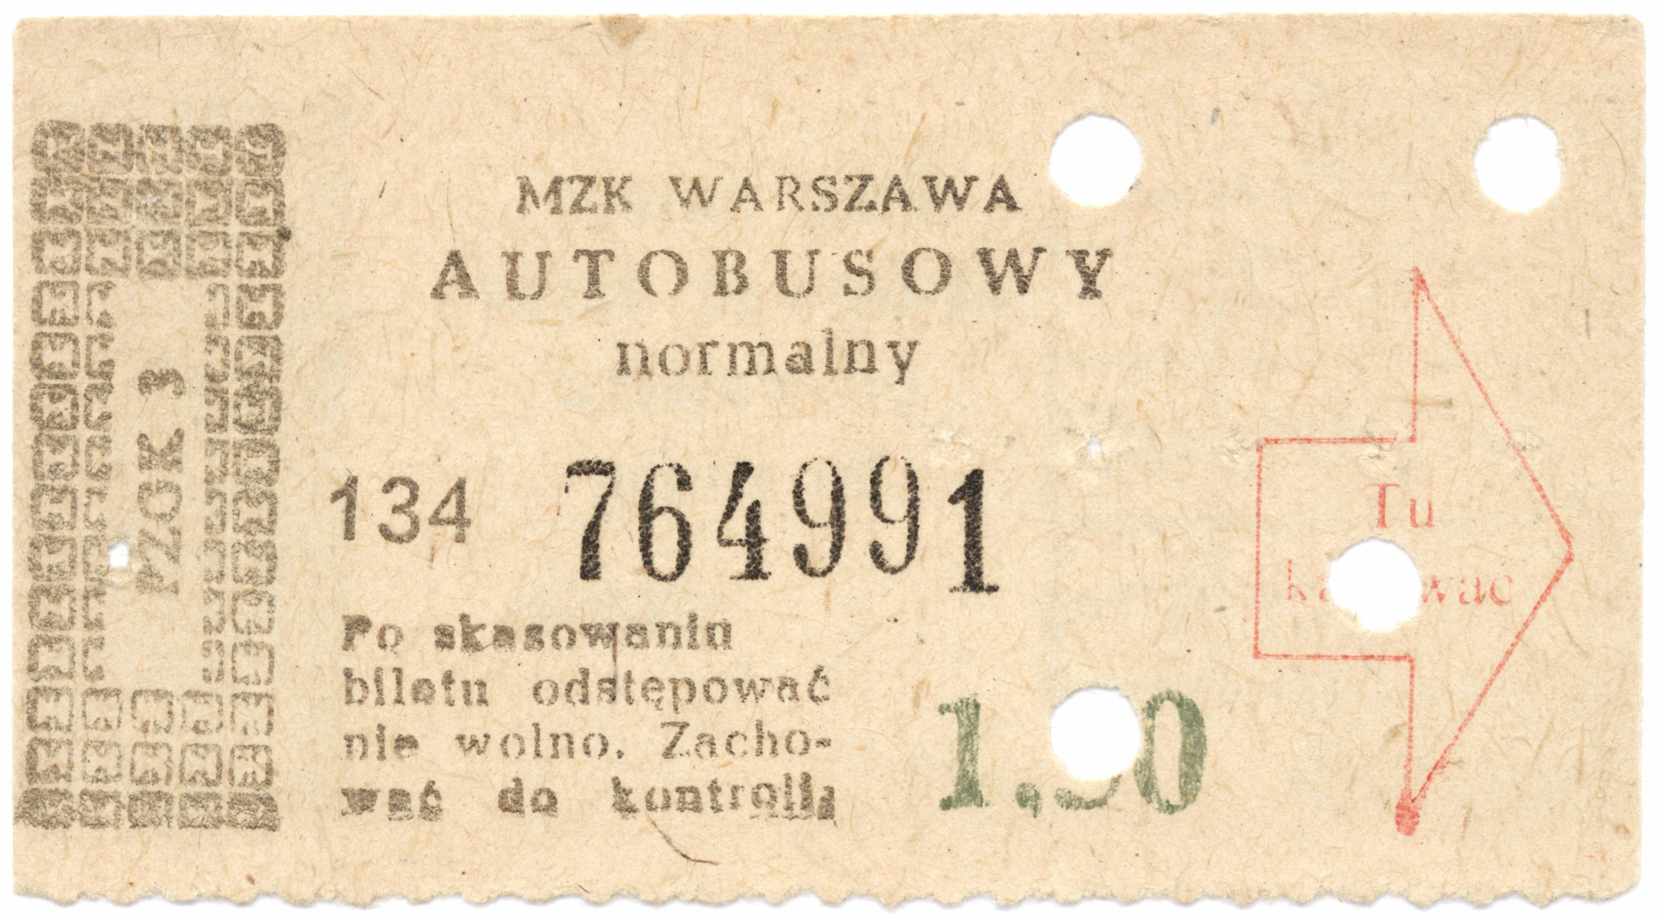 MZK WARSZAWA
AUTOBUSOWY
normalny
PZGK 3
134 764991
Po skasowaniu
biletu odstępować
nie wolno. Zacho-
wać do kontroli
Tu